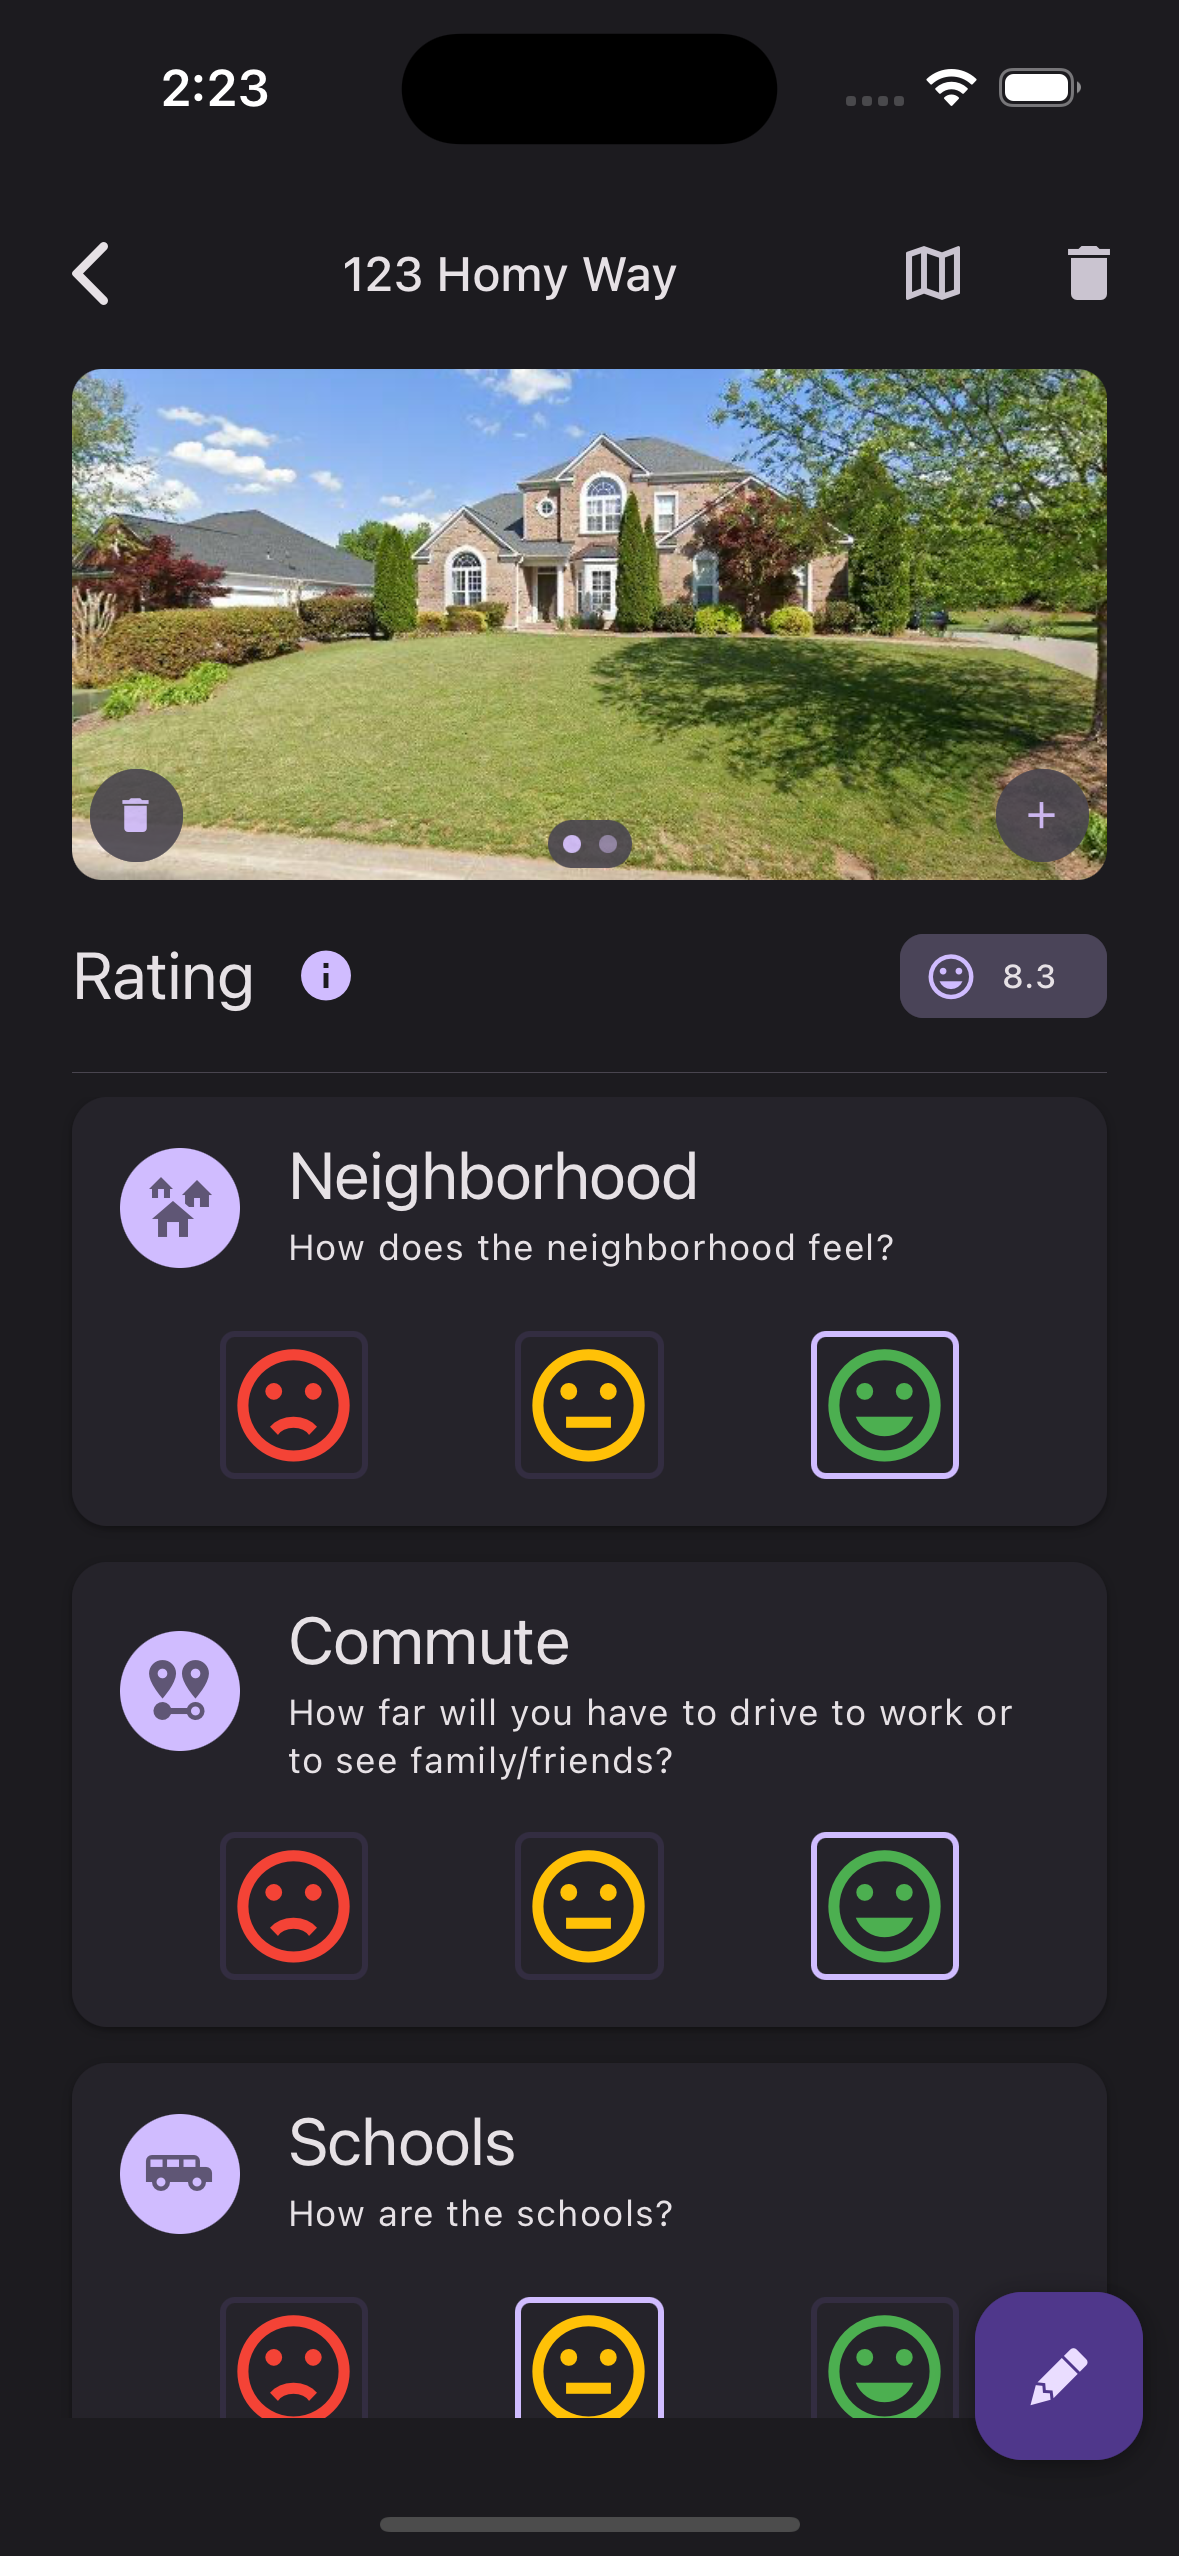 2:23
123 Homy Way
Rating
8.3
Neighborhood
How does the neighborhood feel?
Commute
How far will you have to drive to work or
to see family/friends?
Schools
How are the schools?